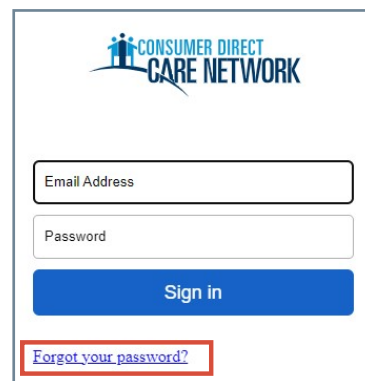 CONSUMER DIRECT
CARE NETWORK
Email Address
Password
Sign in
Forgot your password?